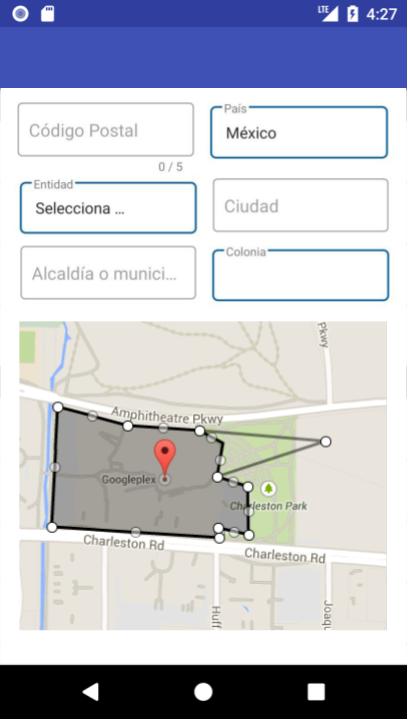 LTE 4:27
Código Postal
País
México
0 / 5
Entidad
Selecciona ...
Ciudad
Alcaldía o munici...
Colonia
Pkwy
Amphitheatre Pkwy
Googleplex
Charleston Park
Charleston Rd
Charleston Rd
Huff
Joaqu